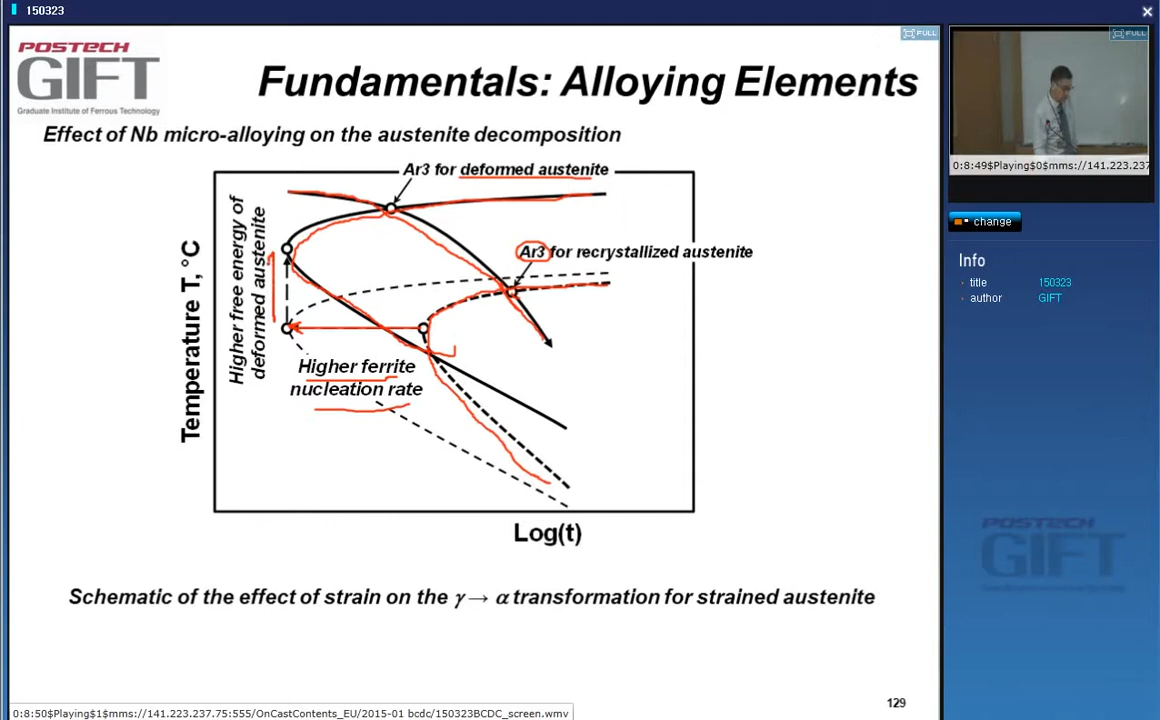 150323
POSTECH
GIFT
Graduate Institute of Ferrous Technology
Fundamentals: Alloying Elements
Effect of Nb micro-alloying on the austenite decomposition
Ar3 for deformed austenite
Ar3 for recrystallized austenite
Higher free energy of
deformed austenite
Temperature T, °C
Higher ferrite
nucleation rate
Log(t)
Schematic of the effect of strain on the γ→ α transformation for strained austenite
129
0:8:50$Playing$1$mms://141.223.237.75:555/OnCastContents_EU/2015-01 bcdc/150323BCDC_screen.wmv
FULL
FULL
0:8:49$Playing$0$mms://141.223.237
change
Info
title 150323
author GIFT
POSTECH
GIFT